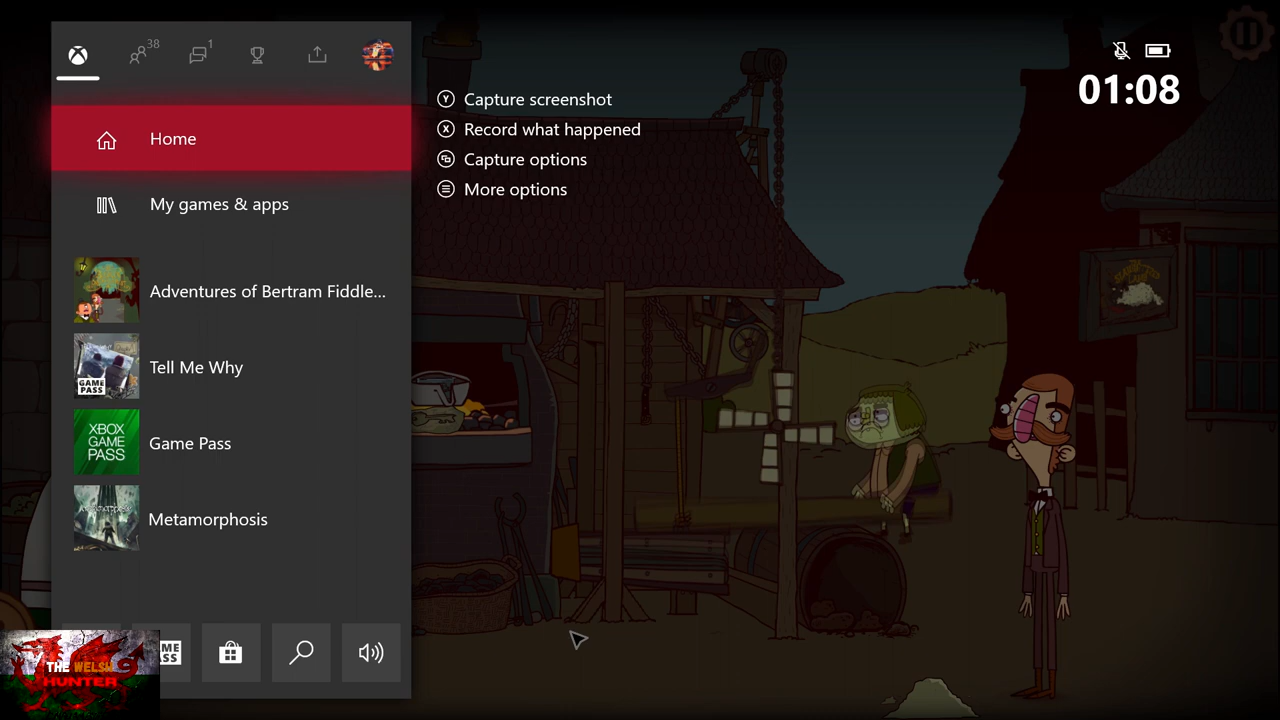 38
1
Home
My games & apps
Adventures of Bertram Fiddle...
Tell Me Why
GAME
PASS
XBOX
GAME
PASS
Game Pass
Metamorphosis
Y Capture screenshot
X Record what happened
Capture options
More options
01:08
THE WELSH
HUNTER